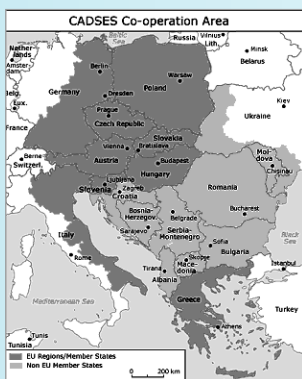 CADSES Co-operation Area
Baltic
Sea
Russia
Vilnius
Lith.
Minsk
Belarus
Nether-
lands
Amster-
dam
Berlin
Warsaw
Poland
Germany
Belg.
Dresden
Kiev
Lux.
Prague
Czech Republic
Ukraine
France
Slovakia
Vienna
Bratislava
Mol-
dova
Berne
Switzerl.
Austria
Budapest
Hungary
Chişinău
Ljubljana
Slovenia
Zagreb
Croatia
Romania
Bosnia-
Herzegov.
Belgrade
Bucharest
Sarajevo
Serbia-
Montenegro
Black
Sea
Italy
Sofia
Bulgaria
Rome
Skopje
Tirana
Mace-
donia
Istanbul
Albania
Mediterranean Sea
Greece
Turkey
Athens
Tunis
Tunisia
EU Regions/Member States
Non EU Member States
0 200 km